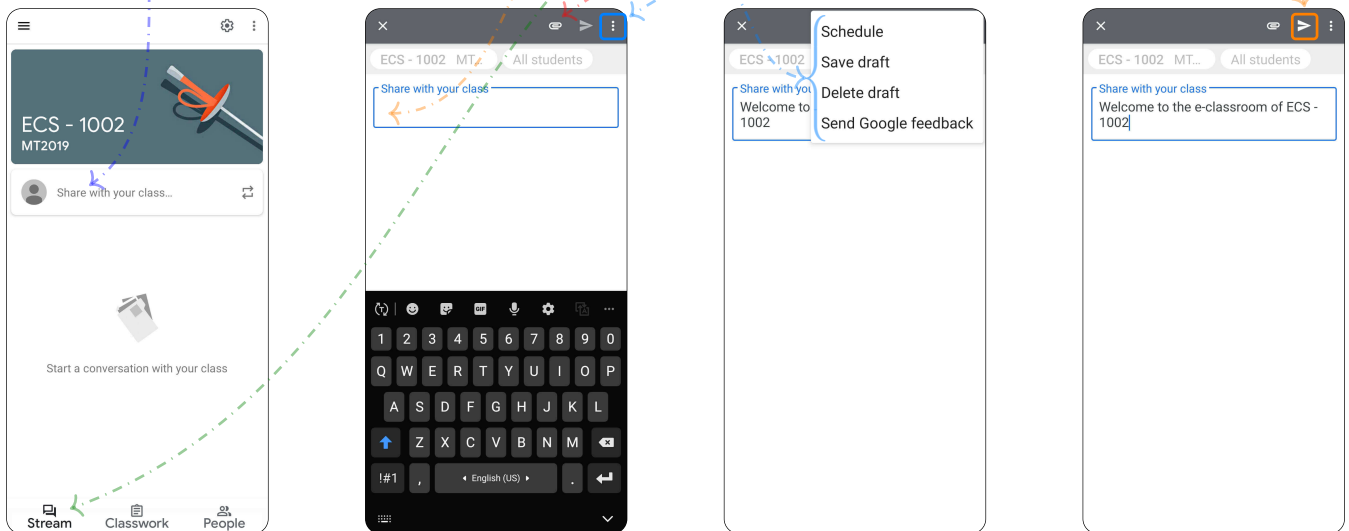 ECS - 1002
MT2019
Share with your class...
Start a conversation with your class
Stream
Classwork
People
ECS - 1002 MT...
All students
Share with your class
GIF
1 2 3 4 5 6 7 8 9 0
Q W E R T Y U I O P
A S D F G H J K L
Z X C V B N M
!#1 , English (US) .
ECS - 1002
Share with you
Welcome to
1002
Schedule
Save draft
Delete draft
Send Google feedback
ECS - 1002 MT...
All students
Share with your class
Welcome to the e-classroom of ECS -
1002